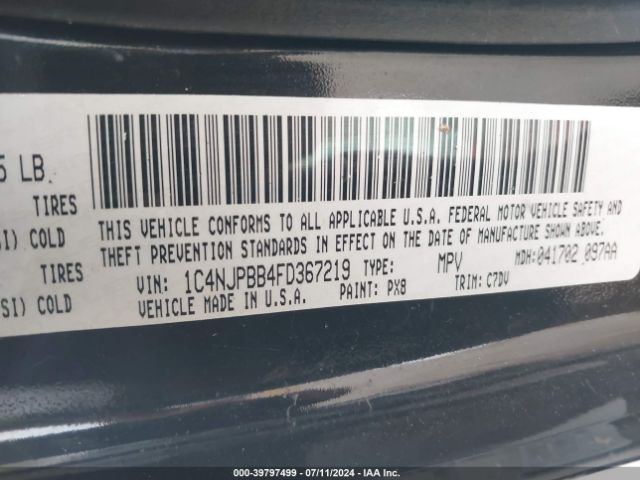 5 LB.
TIRES
SI) COLD
TIRES
SI) COLD
THIS VEHICLE CONFORMS TO ALL APPLICABLE U.S.A. FEDERAL MOTOR VEHICLE SAFETY AND
THEFT PREVENTION STANDARDS IN EFFECT ON THE DATE OF MANUFACTURE SHOWN ABOVE.
VIN: 1C4NJPBB4FD367219 TYPE: MPV MDH:041702 097AA
VEHICLE MADE IN U.S.A. PAINT: PX8 TRIM: C7DV
000-39797499 - 07/11/2024 - IAA Inc.